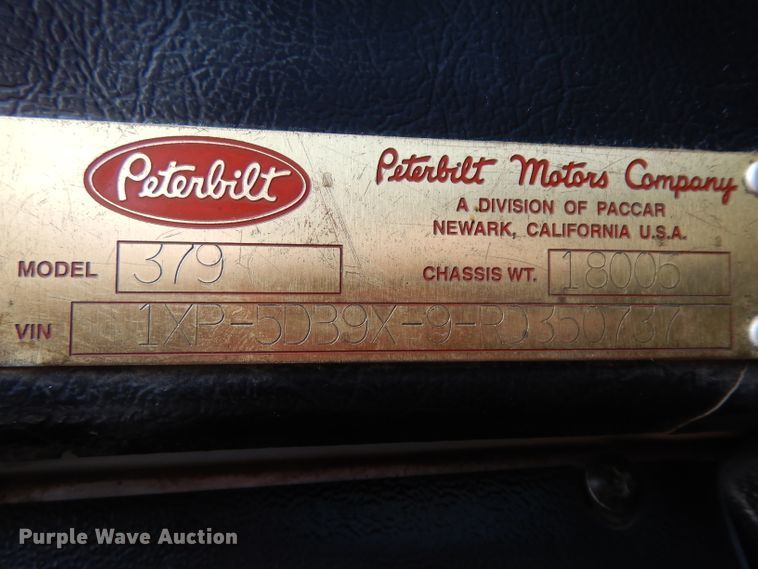 Peterbilt
Peterbilt Motors Company
A DIVISION OF PACCAR
NEWARK, CALIFORNIA U.S.A.
MODEL 379 CHASSIS WT. 18005
VIN 1XP-5DB9X-9-RD350737
Purple Wave Auction